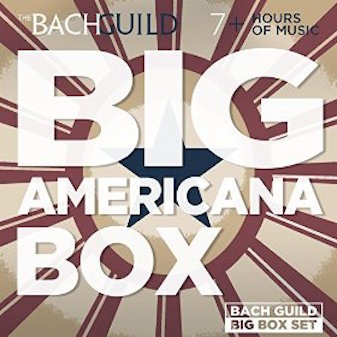 THE BACH GUILD
7+ HOURS OF MUSIC
BIG
AMERICANA
BOX
BACH GUILD
BIG BOX SET